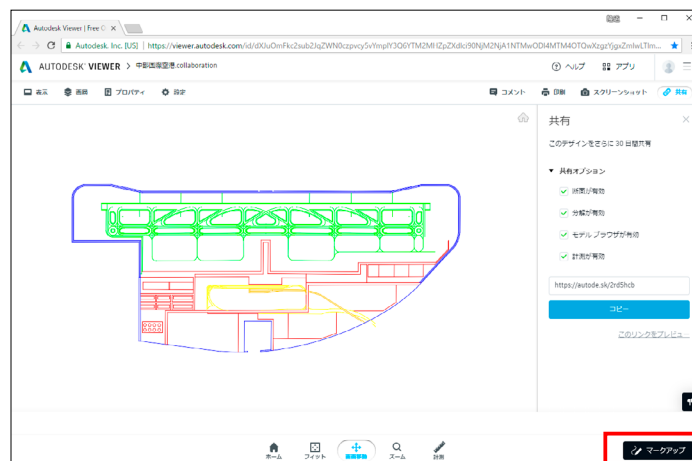 Autodesk Viewer | Free O
Autodesk, Inc. [US] | https://viewer.autodesk.com/id/
AUTODESK® VIEWER > 中部国際空港.collaboration
ヘルプ アプリ
表示 画層 プロパティ 設定 コメント 印刷 スクリーンショット 共有
共有
このデザインをさらに 30 日間共有
▼ 共有オプション
断面が有効
分解が有効
モデル ブラウザが有効
計測が有効
https://autode.sk/2rd5hcb
コピー
このリンクをプレビュー...
ホーム フィット 画面移動 ズーム 計測
マークアップ